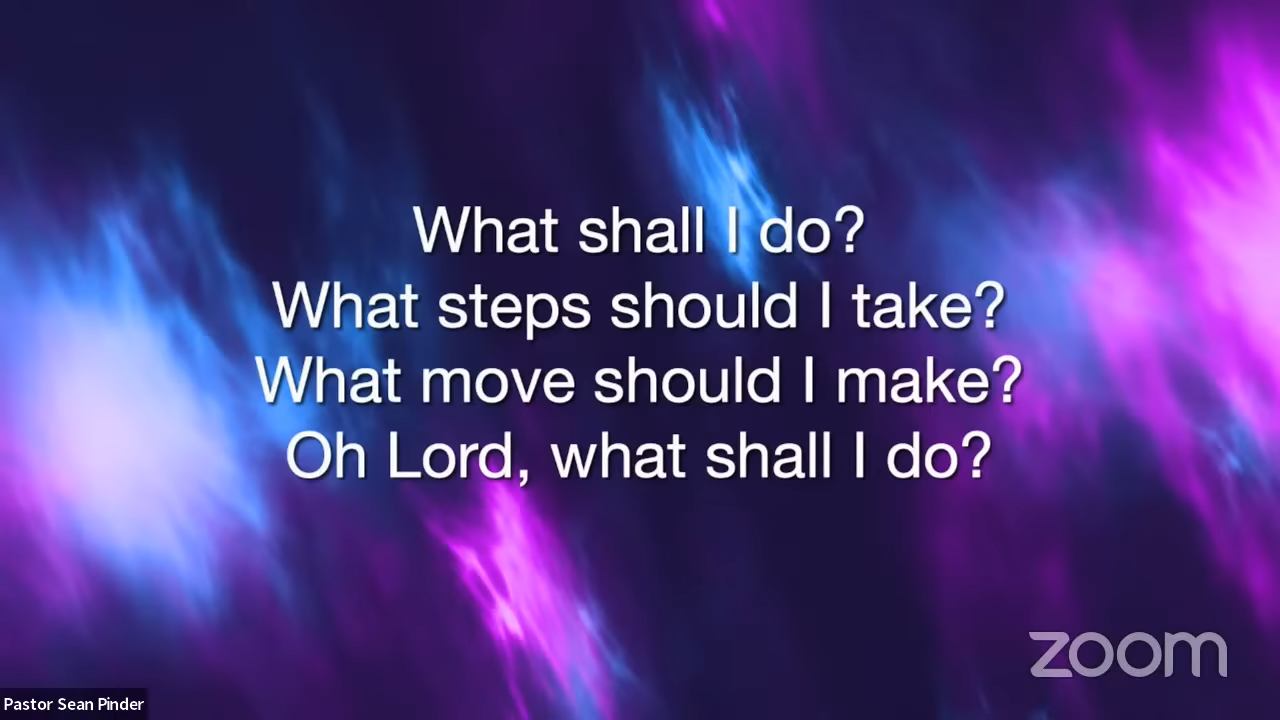 What shall I do?
What steps should I take?
What move should I make?
Oh Lord, what shall I do?
zoom
Pastor Sean Pinder